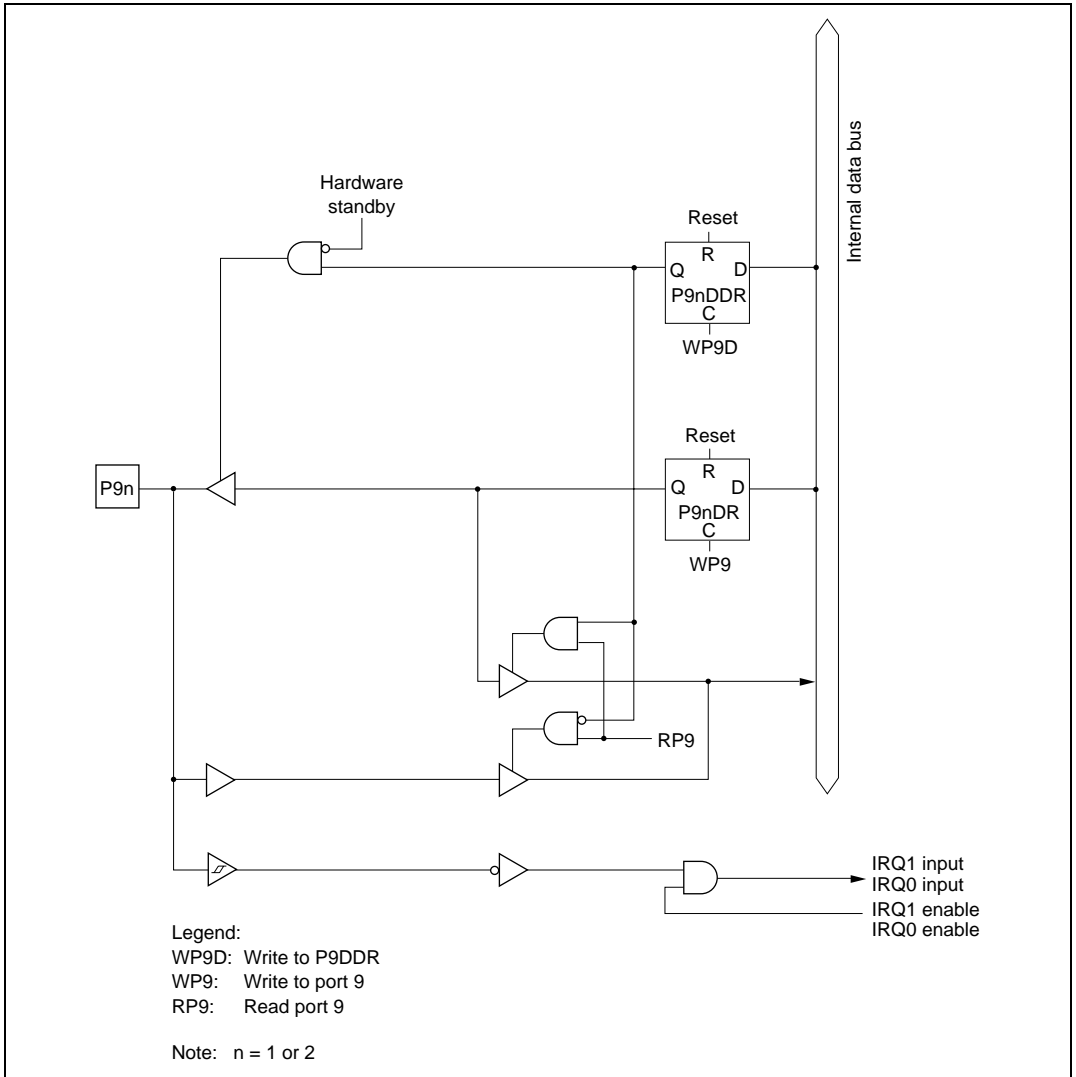 Hardware
standby
Reset
R
Q D
P9nDDR
C
WP9D
Internal data bus
Reset
R
P9n
Q D
P9nDR
C
WP9
RP9
IRQ1 input
IRQ0 input
IRQ1 enable
IRQ0 enable
Legend:
WP9D: Write to P9DDR
WP9: Write to port 9
RP9: Read port 9
Note: n = 1 or 2